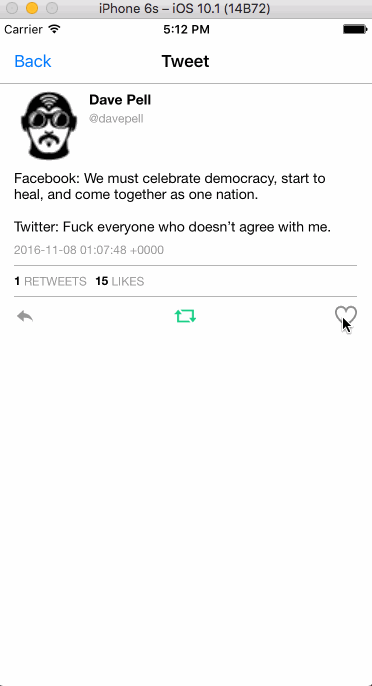 iPhone 6s – iOS 10.1 (14B72)
Carrier 5:12 PM
Back Tweet
Dave Pell
@davepell
Facebook: We must celebrate democracy, start to
heal, and come together as one nation.
Twitter: Fuck everyone who doesn’t agree with me.
2016-11-08 01:07:48 +0000
1 RETWEETS 15 LIKES